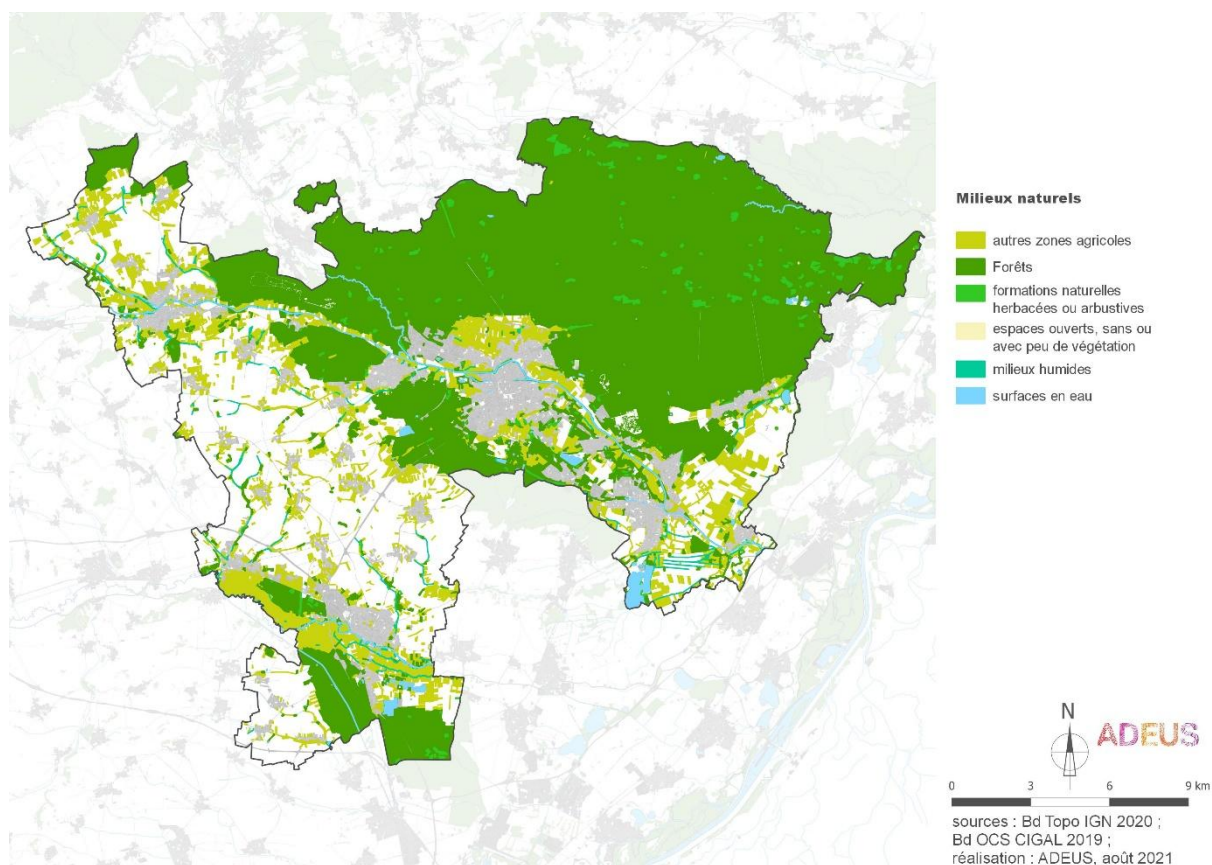 Milieux naturels
autres zones agricoles
Forêts
formations naturelles
herbacées ou arbustives
espaces ouverts, sans ou
avec peu de végétation
milieux humides
surfaces en eau
N
ADEUS
0 3 6 9 km
sources : Bd Topo IGN 2020 ;
Bd OCS CIGAL 2019 ;
réalisation : ADEUS, août 2021